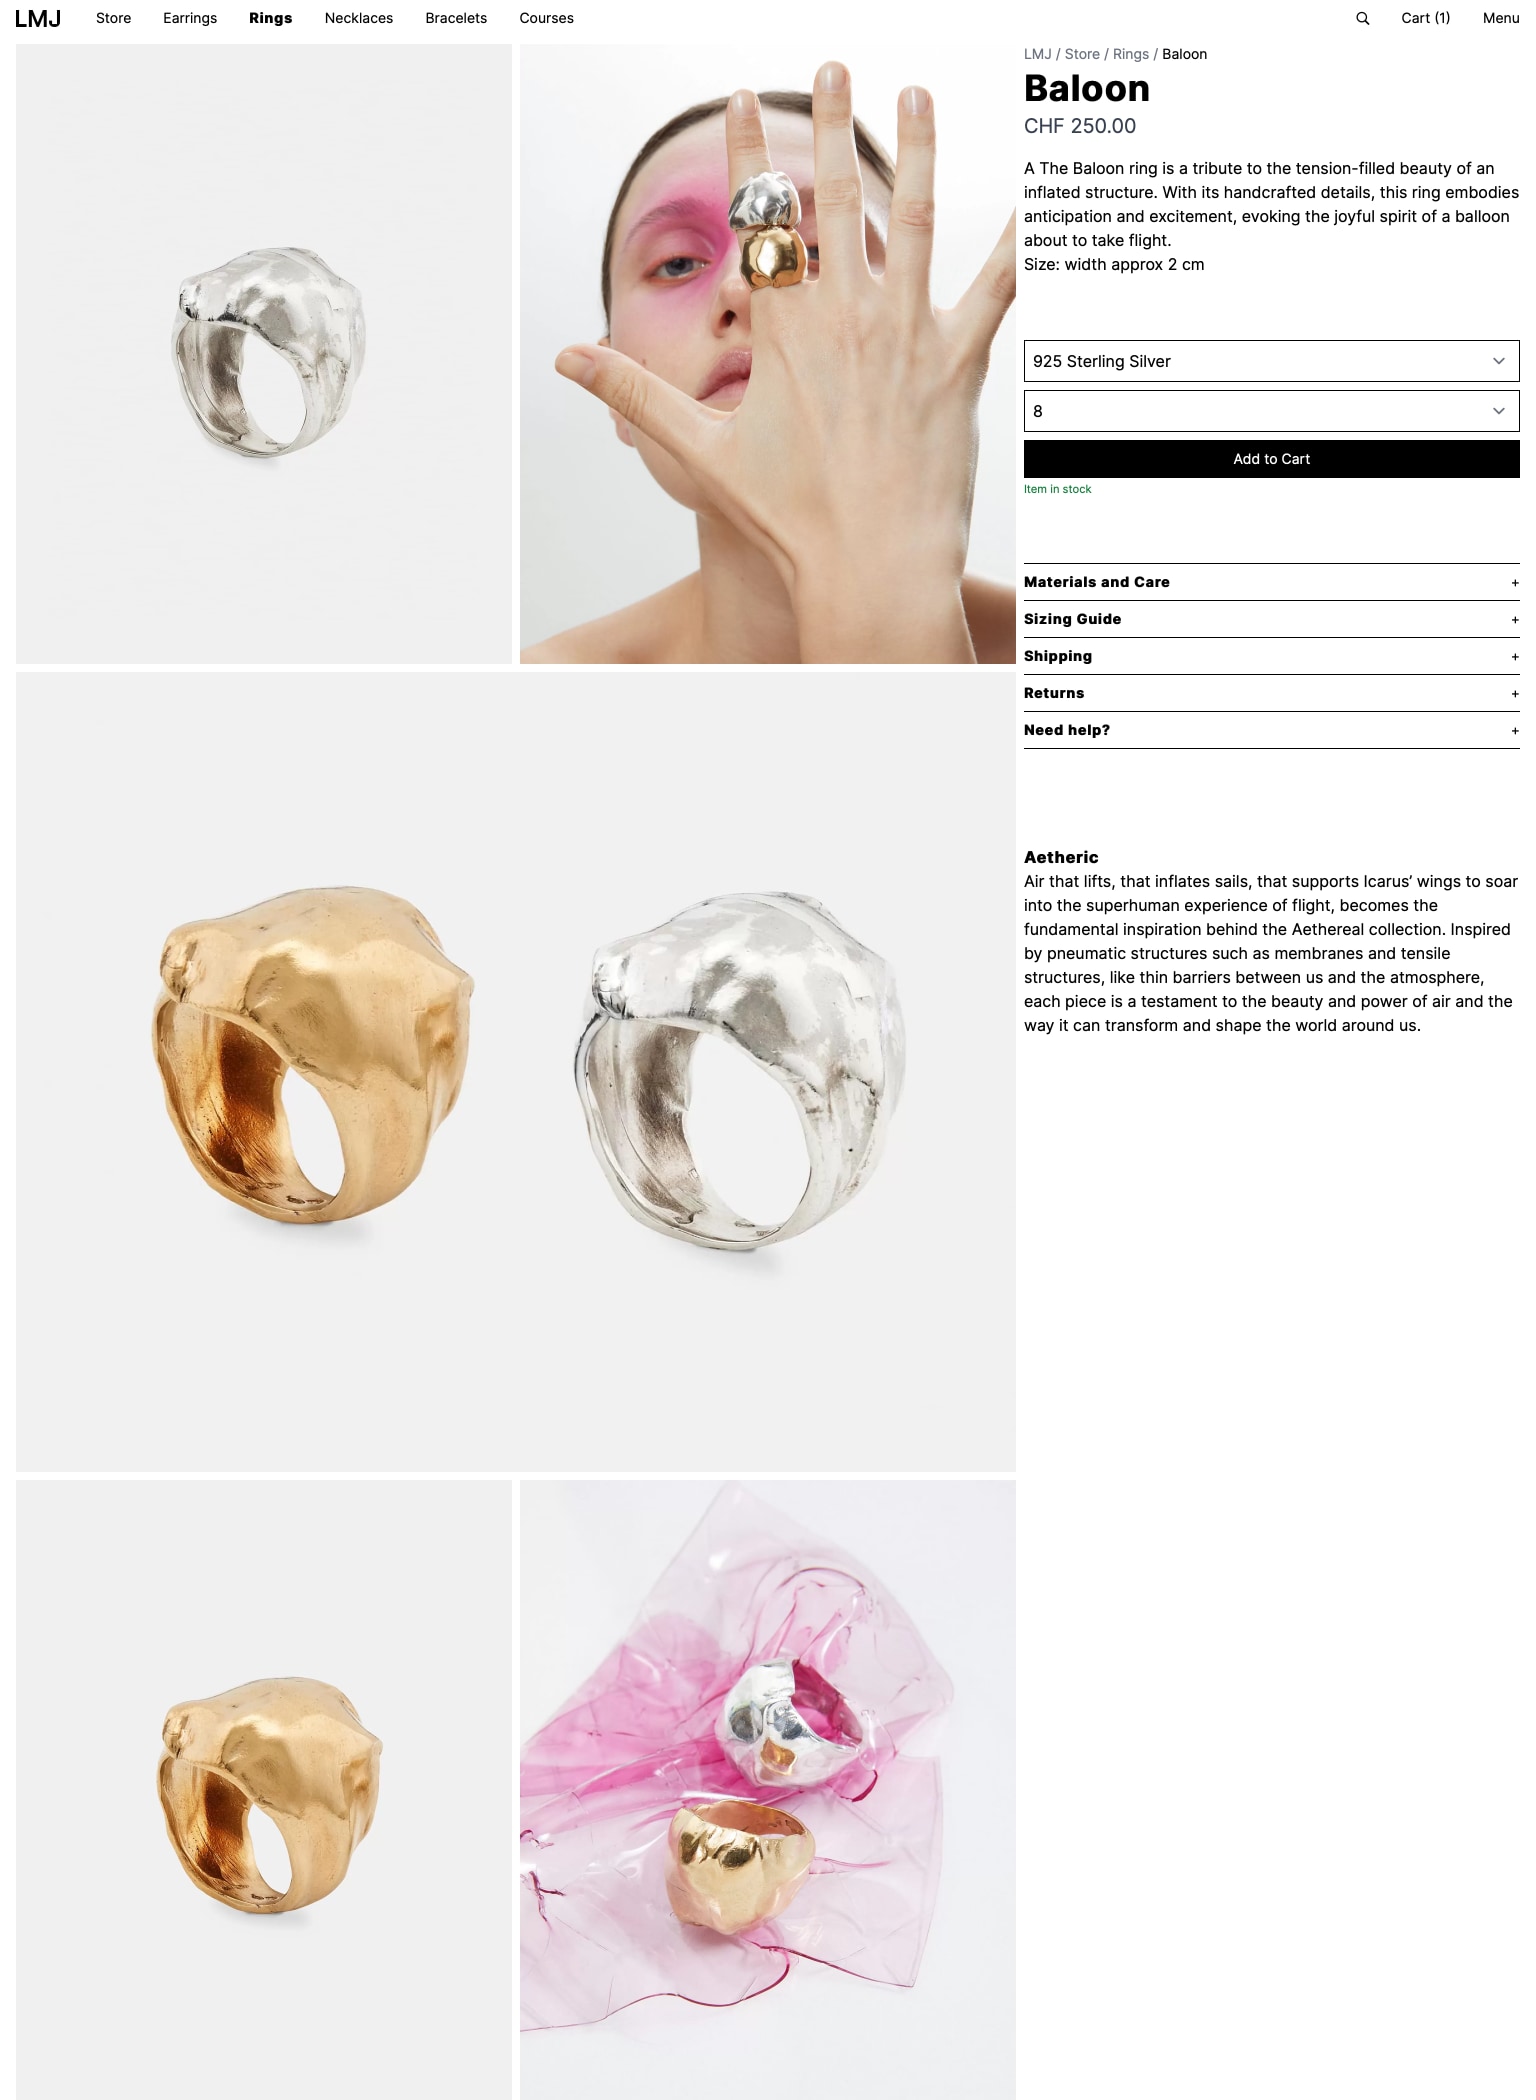 LMJ Store Earrings Rings Necklaces Bracelets Courses Cart (1) Menu
LMJ / Store / Rings / Baloon
Baloon
CHF 250.00
A The Baloon ring is a tribute to the tension-filled beauty of an
inflated structure. With its handcrafted details, this ring embodies
anticipation and excitement, evoking the joyful spirit of a balloon
about to take flight.
Size: width approx 2 cm
925 Sterling Silver
8
Add to Cart
Item in stock
Materials and Care +
Sizing Guide +
Shipping +
Returns +
Need help? +
Aetheric
Air that lifts, that inflates sails, that supports Icarus’ wings to soar
into the superhuman experience of flight, becomes the
fundamental inspiration behind the Aethereal collection. Inspired
by pneumatic structures such as membranes and tensile
structures, like thin barriers between us and the atmosphere,
each piece is a testament to the beauty and power of air and the
way it can transform and shape the world around us.